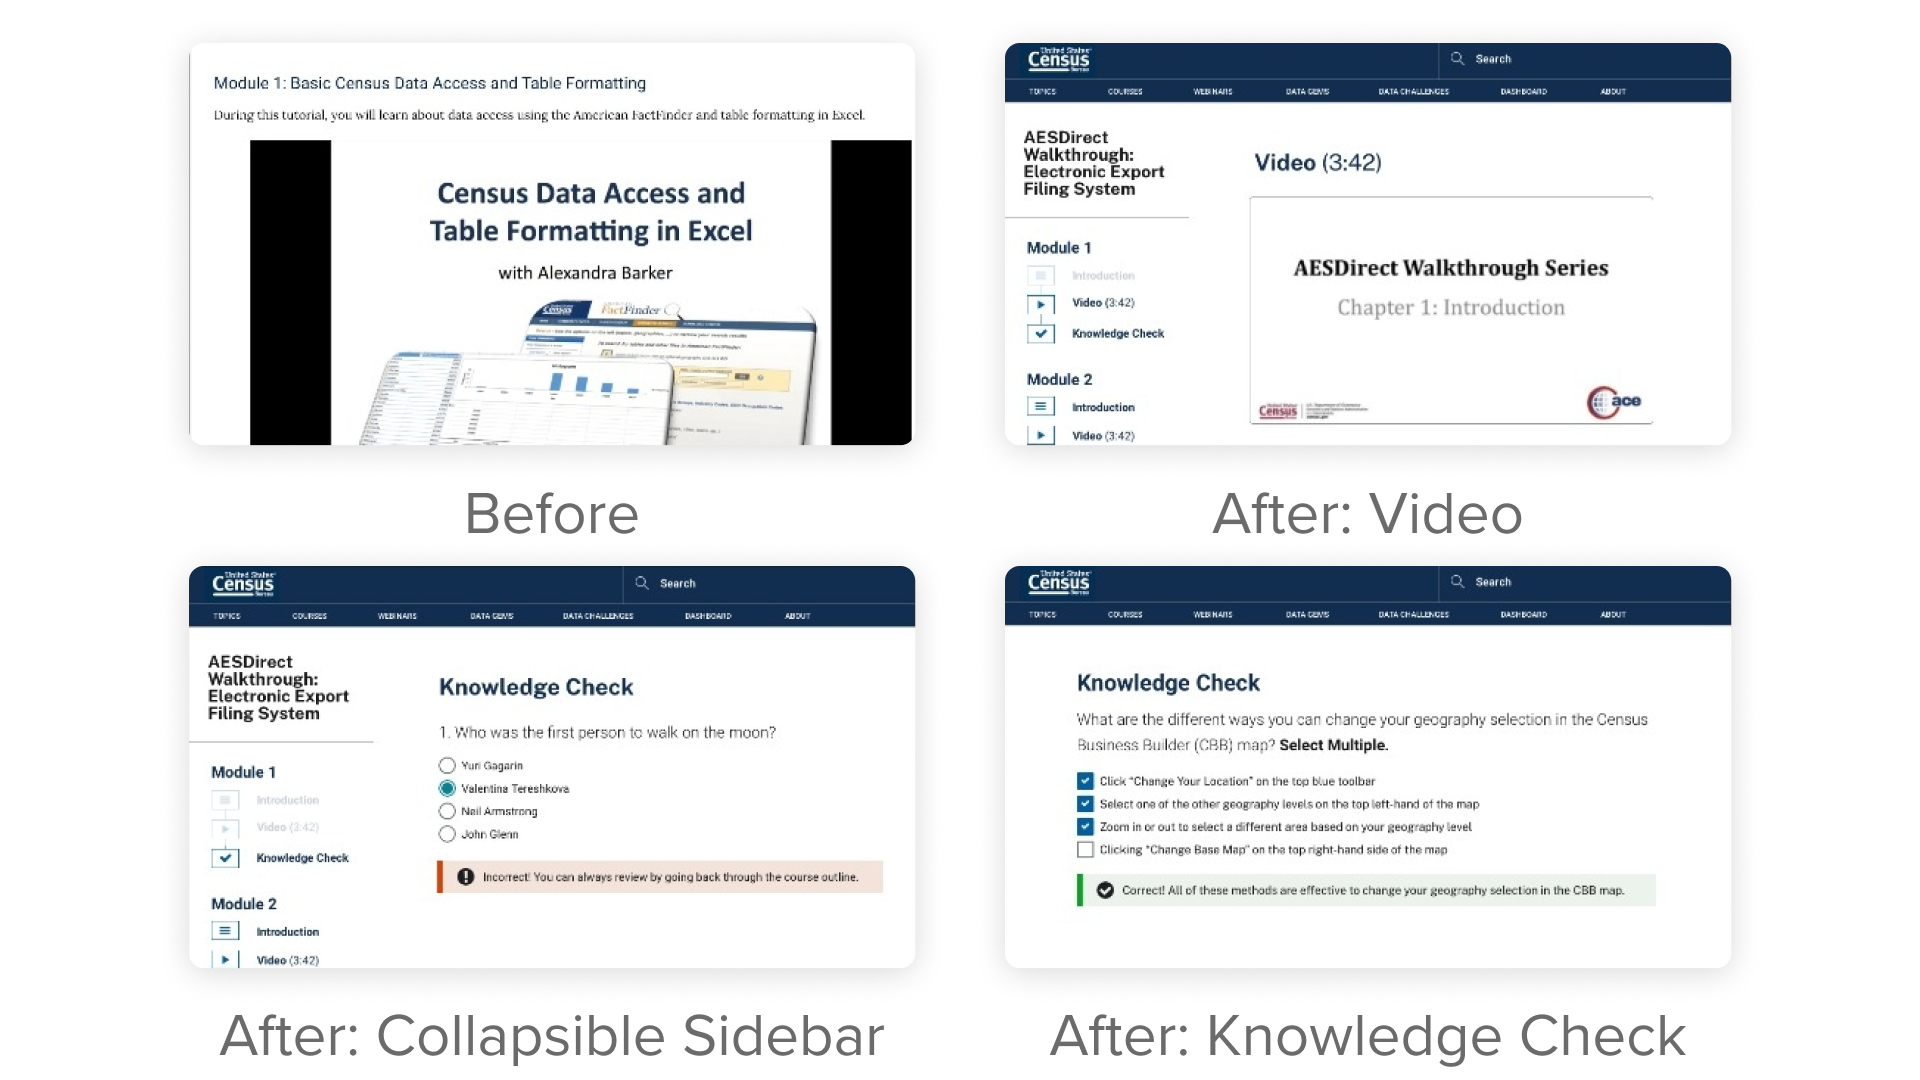 Module 1: Basic Census Data Access and Table Formatting
During this tutorial, you will learn about data access using the American FactFinder and table formatting in Excel.
Census Data Access and
Table Formatting in Excel
with Alexandra Barker
Census
FactFinder
Before
United States
Census
Bureau
Search
TOPICS COURSES WEBINARS DATA GEMS DATA CHALLENGES DASHBOARD ABOUT
AESDirect
Walkthrough:
Electronic Export
Filing System
Module 1
Introduction
Video (3:42)
Knowledge Check
Module 2
Introduction
Video (3:42)
Video (3:42)
AESDirect Walkthrough Series
Chapter 1: Introduction
Census
ace
After: Video
United States
Census
Bureau
Search
TOPICS COURSES WEBINARS DATA GEMS DATA CHALLENGES DASHBOARD ABOUT
AESDirect
Walkthrough:
Electronic Export
Filing System
Module 1
Introduction
Video (3:42)
Knowledge Check
Module 2
Introduction
Video (3:42)
Knowledge Check
1. Who was the first person to walk on the moon?
Yuri Gagarin
Valentina Tereshkova
Neil Armstrong
John Glenn
Incorrect! You can always review by going back through the course outline.
After: Collapsible Sidebar
United States
Census
Bureau
Search
TOPICS COURSES WEBINARS DATA GEMS DATA CHALLENGES DASHBOARD ABOUT
Knowledge Check
What are the different ways you can change your geography selection in the Census
Business Builder (CBB) map? Select Multiple.
Click “Change Your Location” on the top blue toolbar
Select one of the other geography levels on the top left-hand of the map
Zoom in or out to select a different area based on your geography level
Clicking “Change Base Map” on the top right-hand side of the map
Correct! All of these methods are effective to change your geography selection in the CBB map.
After: Knowledge Check